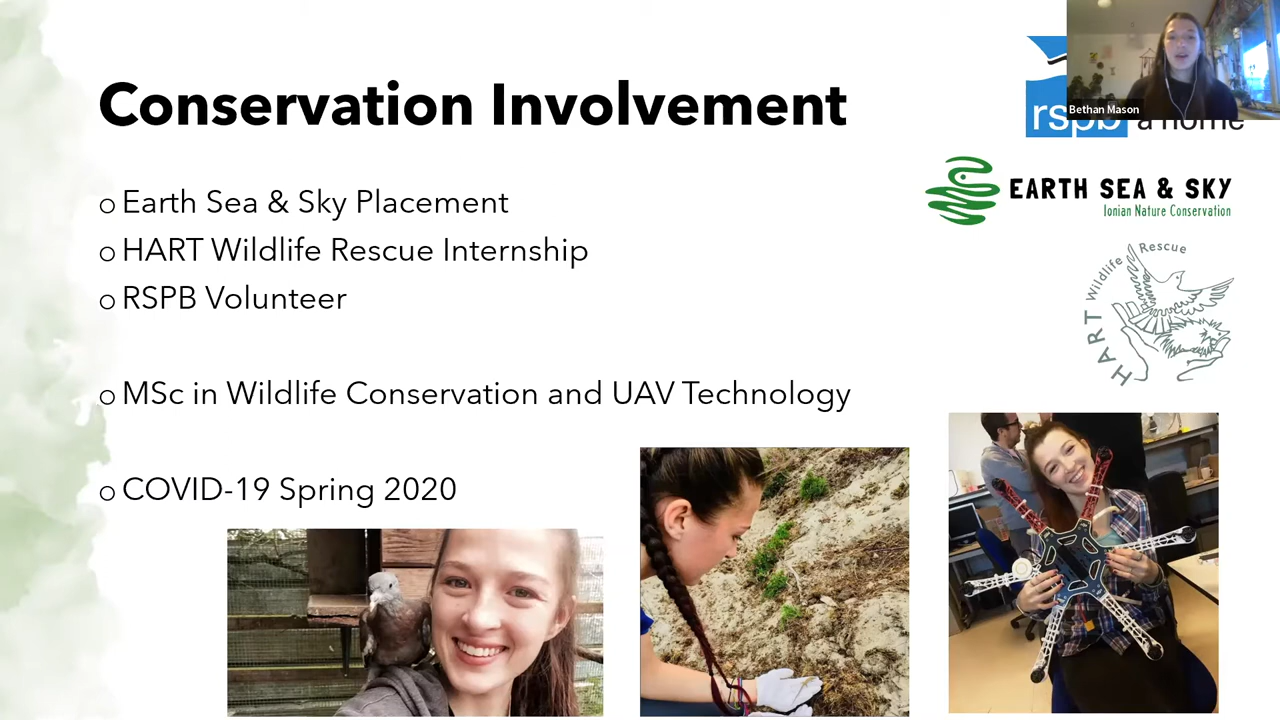 Conservation Involvement
Bethan Mason
rspb a home
EARTH SEA & SKY
Ionian Nature Conservation
HART Wildlife Rescue
o Earth Sea & Sky Placement
o HART Wildlife Rescue Internship
o RSPB Volunteer
o MSc in Wildlife Conservation and UAV Technology
o COVID-19 Spring 2020